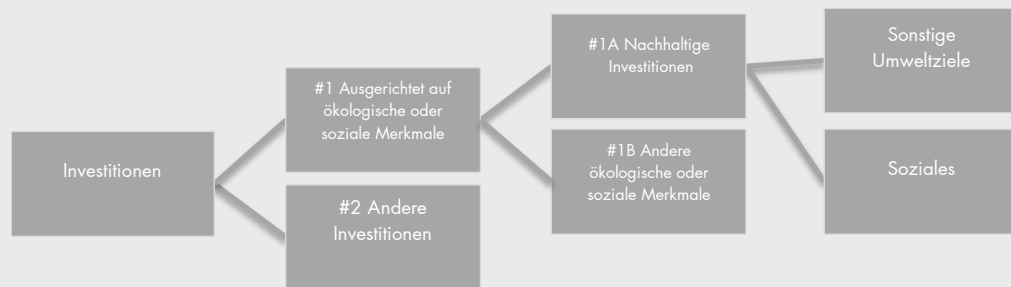 Investitionen
#1 Ausgerichtet auf
ökologische oder
soziale Merkmale
#2 Andere
Investitionen
#1A Nachhaltige
Investitionen
#1B Andere
ökologische oder
soziale Merkmale
Sonstige
Umweltziele
Soziales